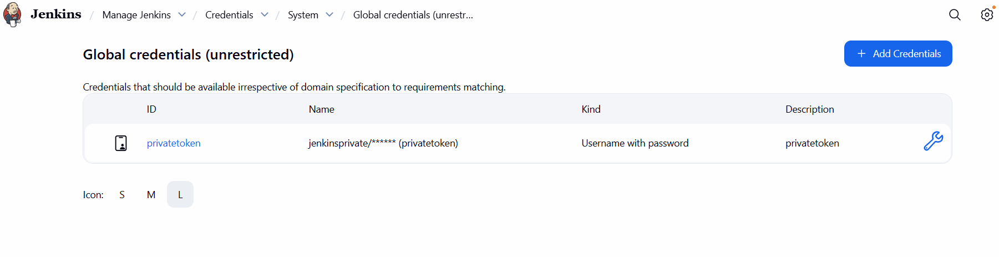 Jenkins / Manage Jenkins / Credentials / System / Global credentials (unrestr...
Global credentials (unrestricted)
+ Add Credentials
Credentials that should be available irrespective of domain specification to requirements matching.
ID Name Kind Description
privatetoken jenkinsprivate/****** (privatetoken) Username with password privatetoken
Icon: S M L